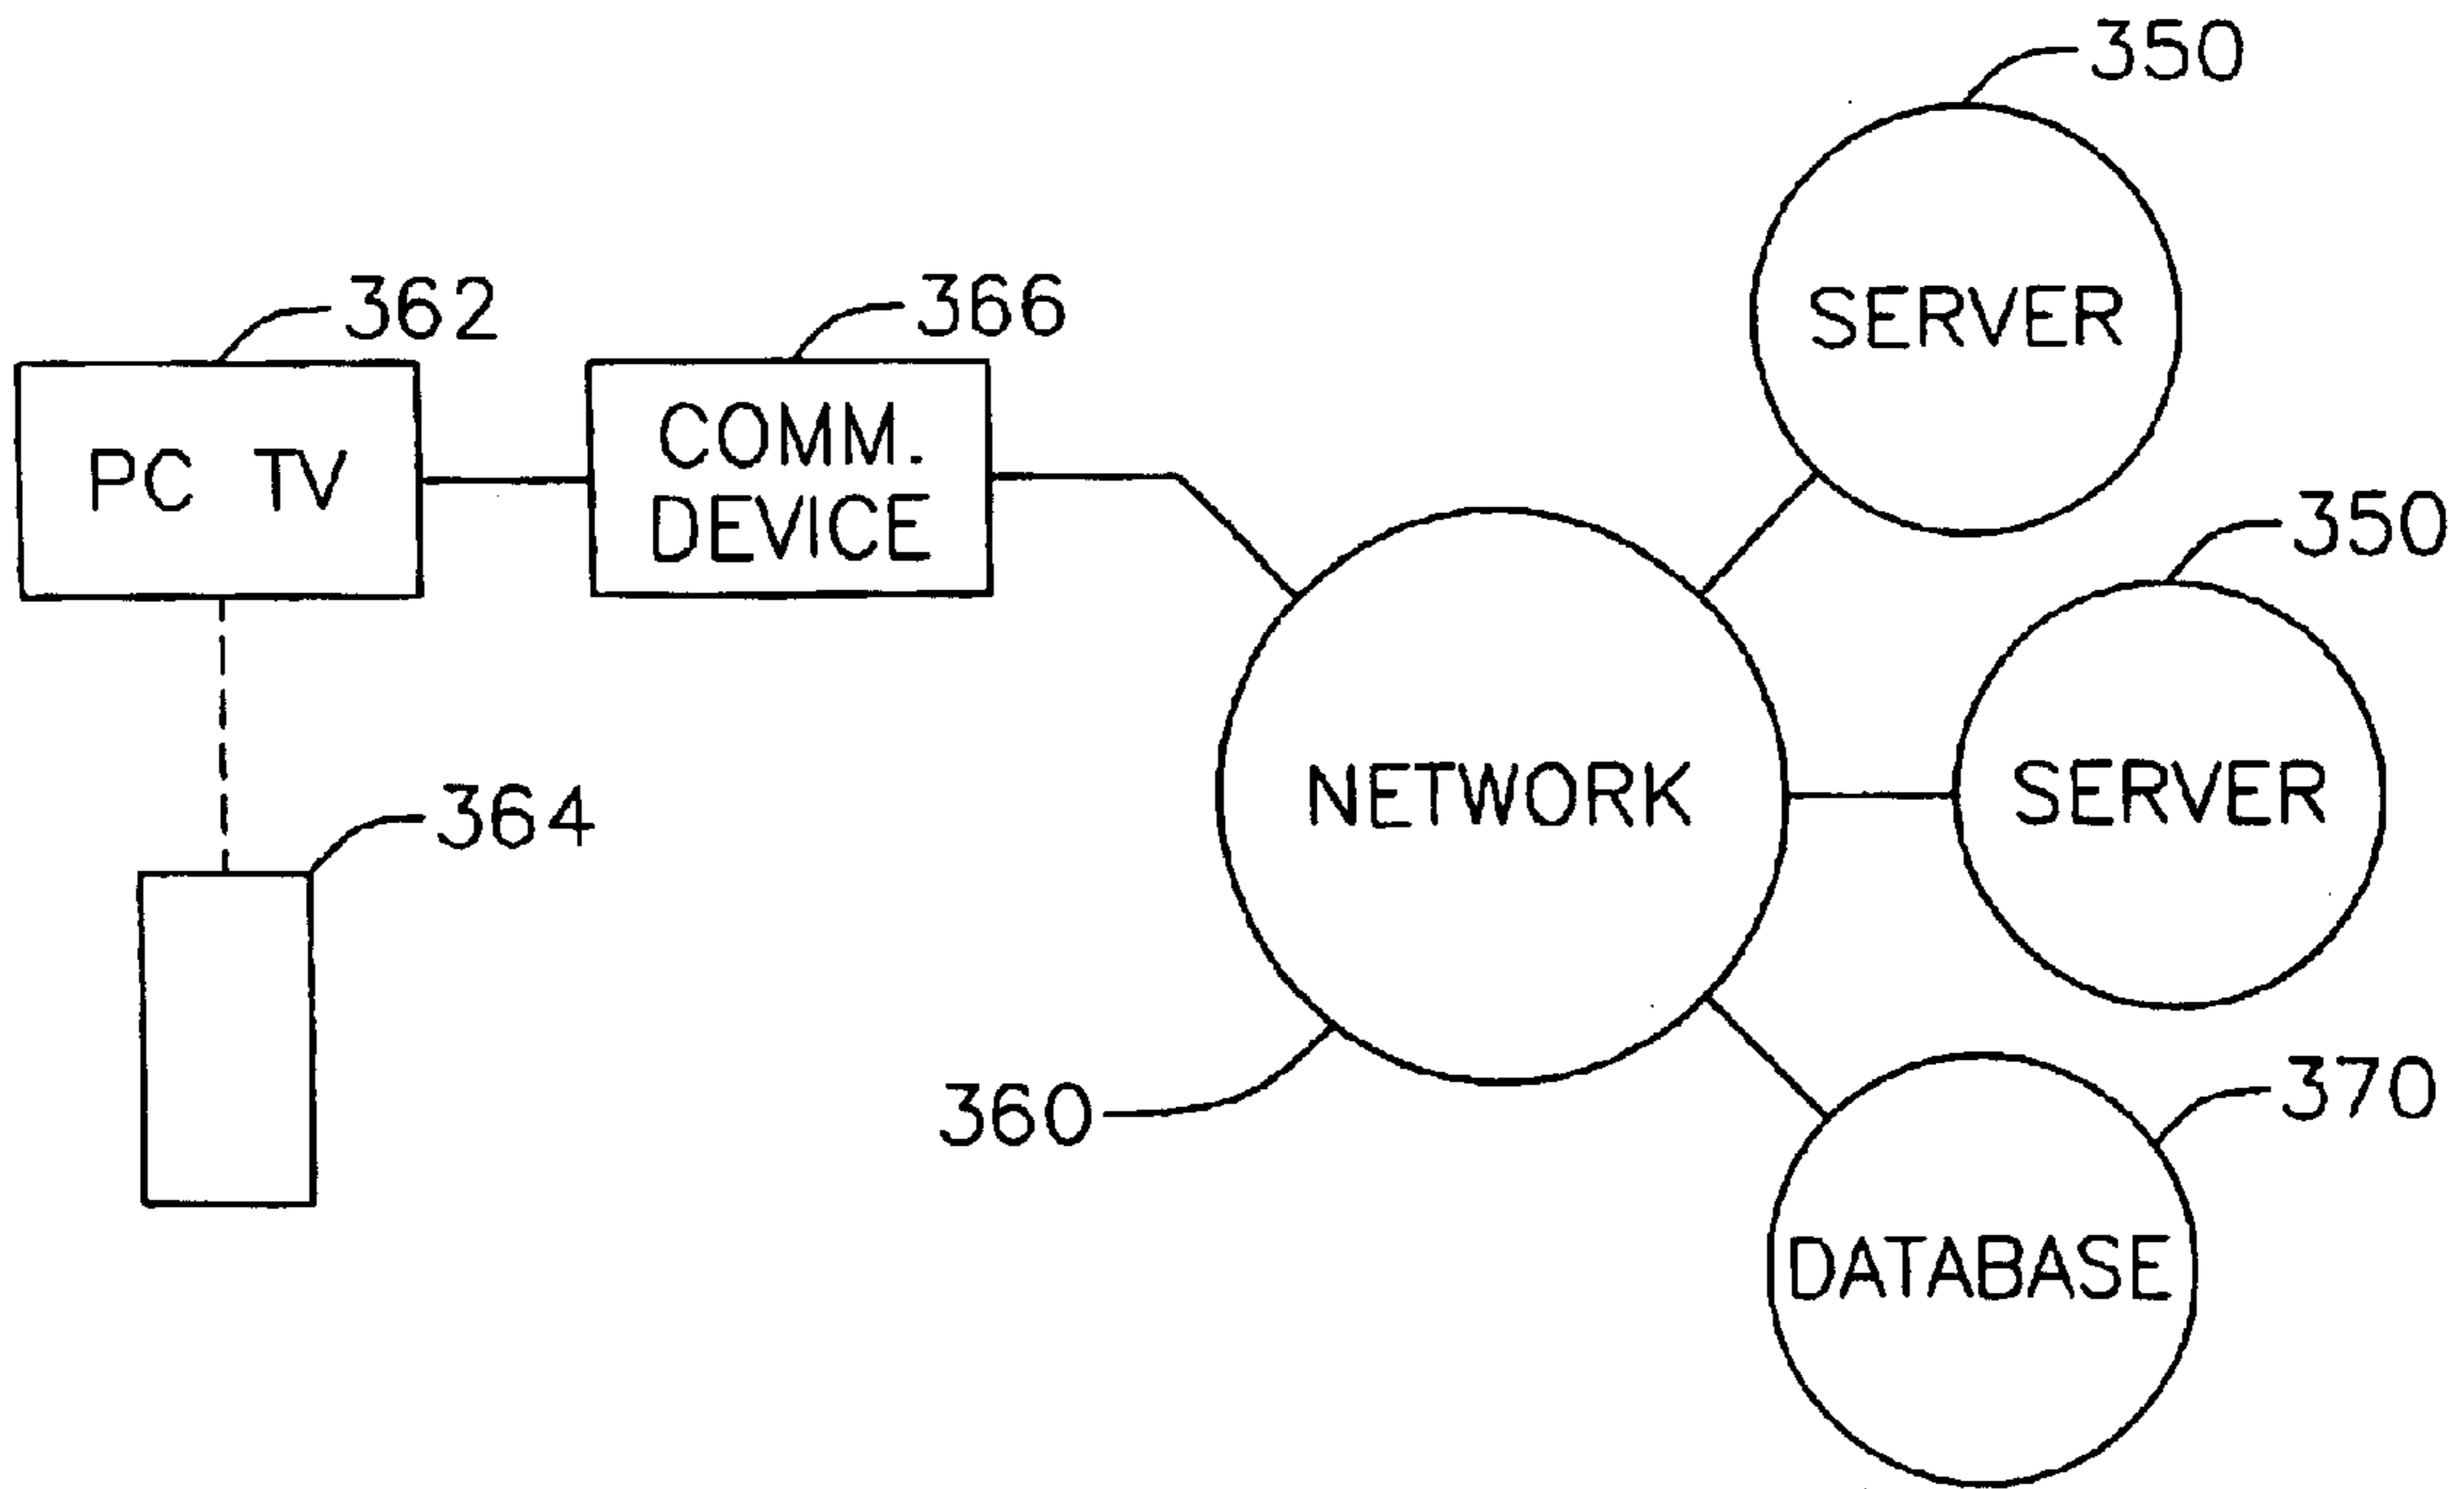 350
SERVER
362
366
PC TV
COMM.
DEVICE
350
NETWORK
SERVER
364
360
370
DATABASE